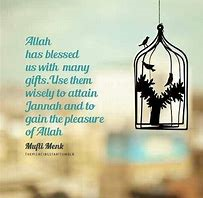 Allah
has blessed
us with many
gifts.Use them
wisely to attain
Jannah and to
gain the pleasure
of Allah
Mufti Menk